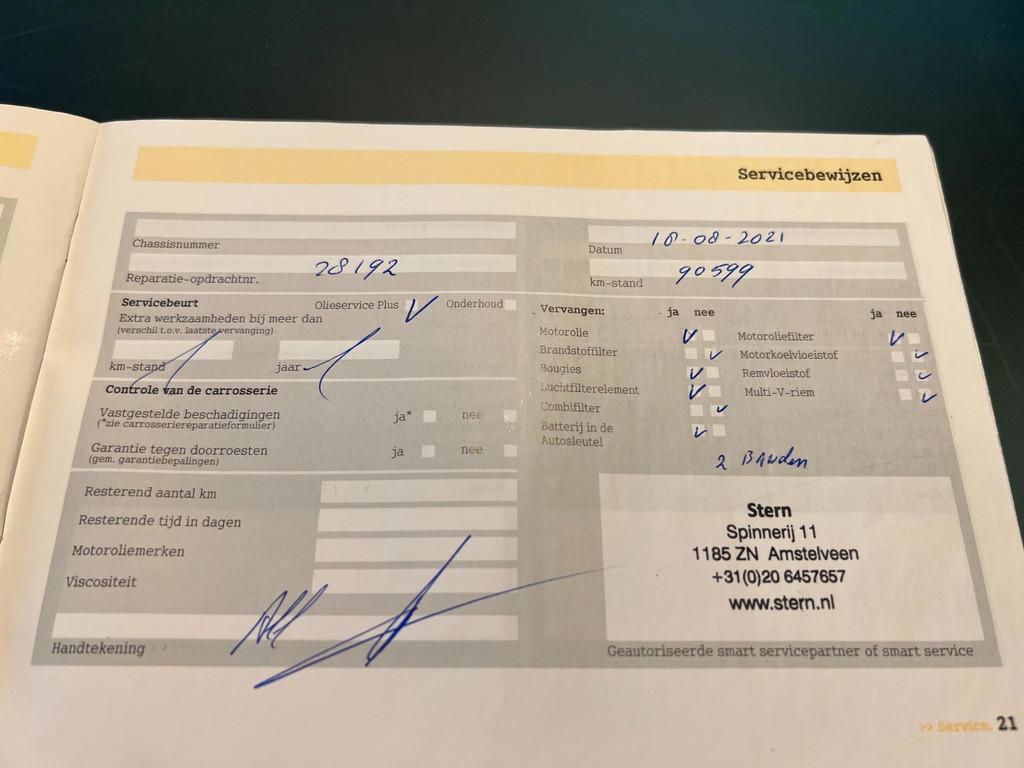 Servicebewijzen
Chassisnummer
Datum 18-08-2021
Reparatie-opdrachtnr. 28192
km-stand 90599
Servicebeurt Olieservice Plus V Onderhoud
Extra werkzaamheden bij meer dan
(verschil t.o.v. laatste vervanging)
km-stand jaar
Controle van de carrosserie
Vastgestelde beschadigingen ja* nee
(*zie carrosseriereparatieformulier)
Garantie tegen doorroesten ja nee
(gem. garantiebepalingen)
Resterend aantal km
Resterende tijd in dagen
Motoroliemerken
Viscositeit
Handtekening
Vervangen: ja nee
Motorolie
Brandstoffilter
Bougies
Luchtfilterelement
Combifilter
Batterij in de
Autosleutel
ja nee
Motoroliefilter
Motorkoelvloeistof
Remvloeistof
Multi-V-riem
2 Banden
Stern
Spinnerij 11
1185 ZN Amstelveen
+31(0)20 6457657
www.stern.nl
Geautoriseerde smart servicepartner of smart service
>> Service. 21